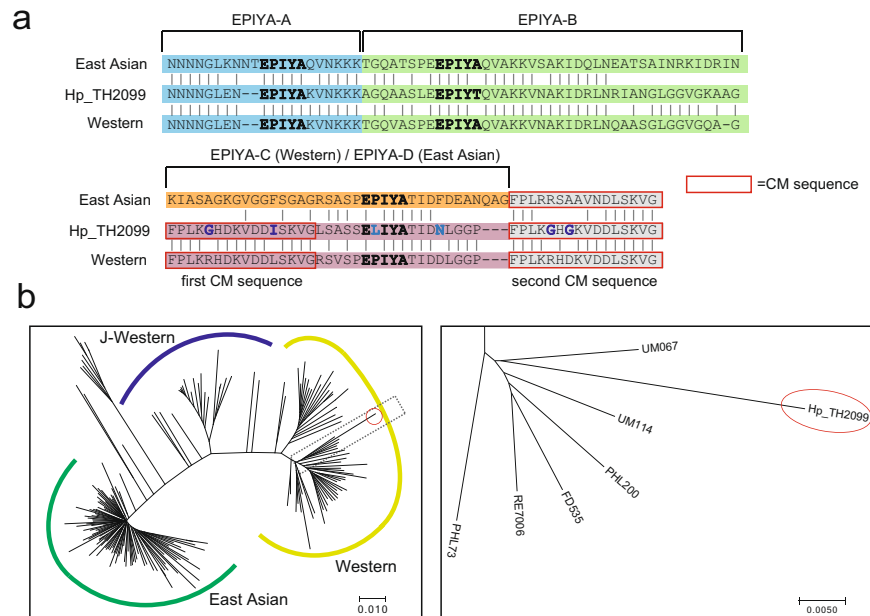 a
EPIYA-A EPIYA-B
East Asian NNNNGLKNNTEPIYAQVNKKKTGQATSPEEPIYAQVAKKVSAKIDQLNEATSAINRKIDRIN
Hp_TH2099 NNNNGLEN--EPIYAKVNKKKAGQAASLEEPIYTQVAKKVNAKIDRLNRIANGLGGVGKAAG
Western NNNNGLEN--EPIYAKVNKKKTGQVASPEEPIYAQVAKKVNAKIDRLNQAASGLGGVGQA-G
EPIYA-C (Western) / EPIYA-D (East Asian)
East Asian KIASAGKGVGGFSGAGRSASPEPIYATIDFDEANQAGFPLRRSAAVNDLSKVG
=CM sequence
Hp_TH2099 FPLKGHDKVDDISKVGLSASSELIYATIDNLGGP---FPLKGHGKVDDLSKVG
Western FPLKRHDKVDDLSKVGRSVSPEPIYATIDDLGGP---FPLKRHDKVDDLSKVG
first CM sequence second CM sequence
b
J-Western
East Asian
Western
0.010
UM067
Hp_TH2099
UM114
PHL200
FD535
RE7006
PHL73
0.0050